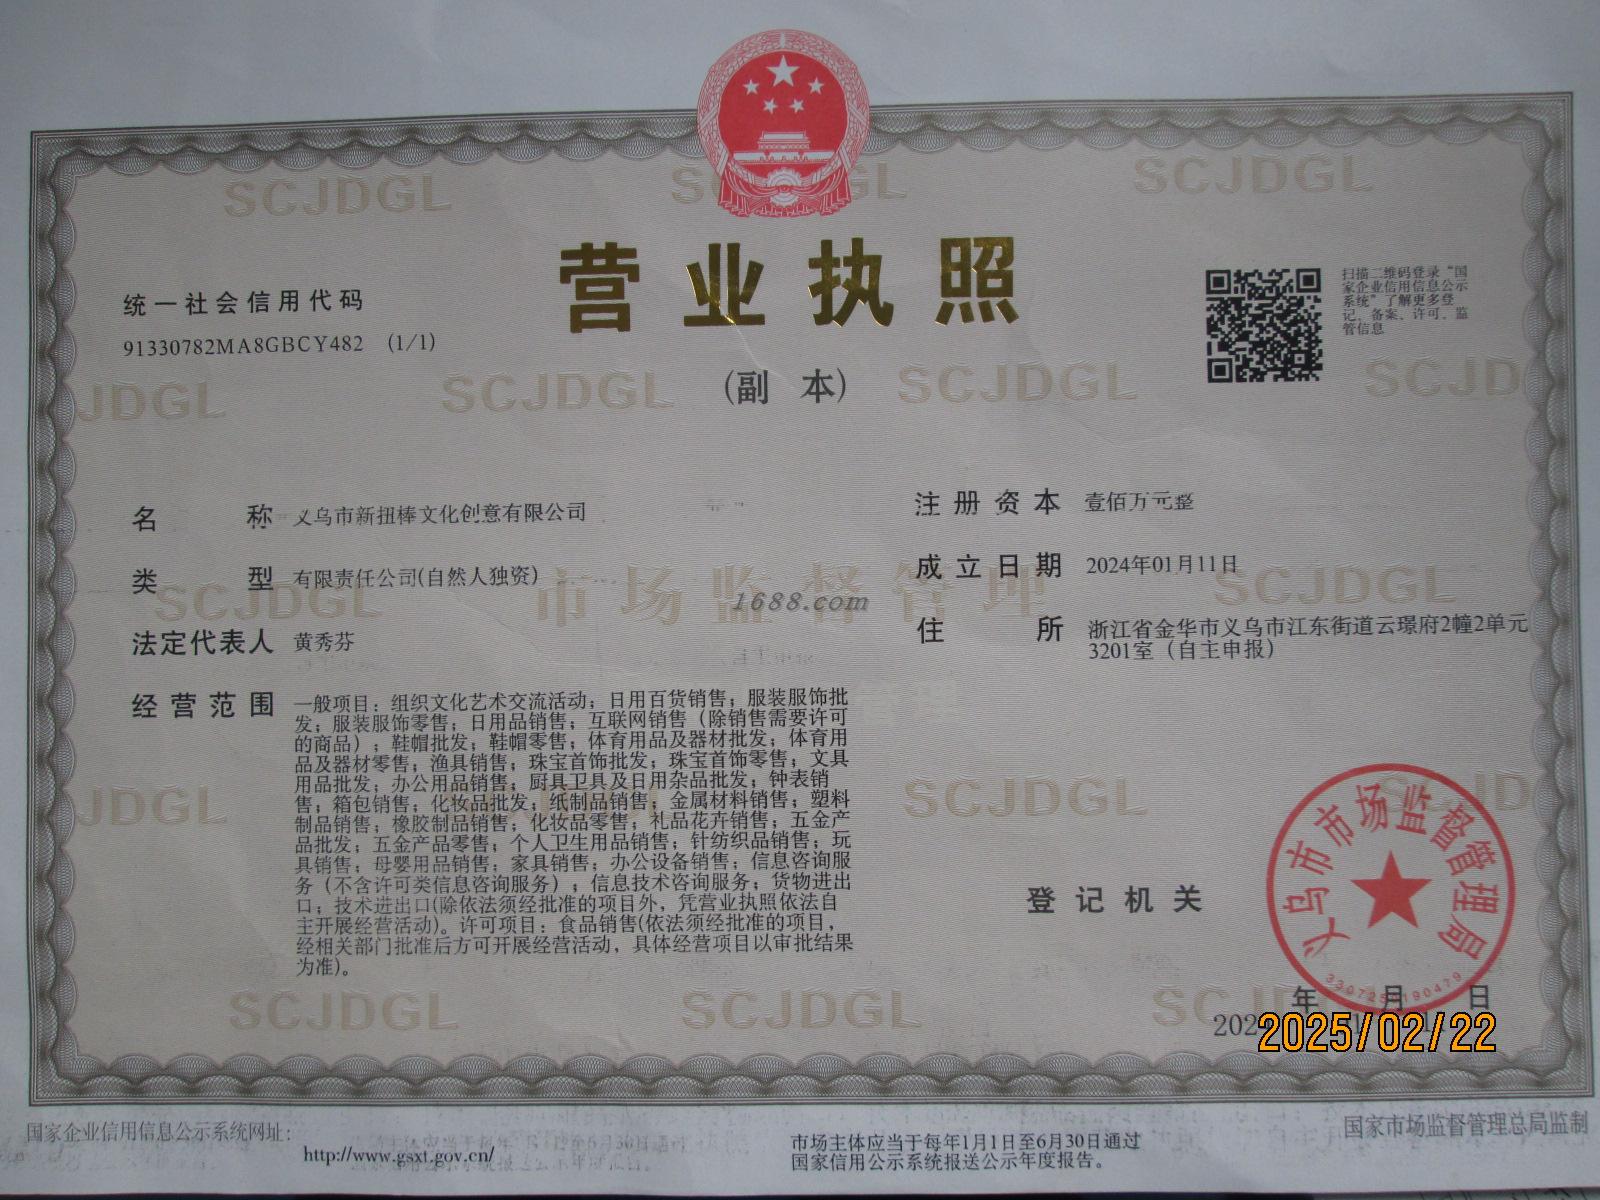 SCJDGL
SCJDGL
营业执照
(副 本)
统一社会信用代码
91330782MA8GBCY482 (1/1)
扫描二维码登录“国
家企业信用信息公示
系统”了解更多登
记、备案、许可、监
管信息
JDGL
SCJDGL
SCJDGL
SCJD
名 称 义乌市新扭棒文化创意有限公司
类 型 有限责任公司(自然人独资)
法定代表人 黄秀芬
经营范围 一般项目：组织文化艺术交流活动；日用百货销售；服装服饰批
发；服装服饰零售；日用品销售；互联网销售（除销售需要许可
的商品）；鞋帽批发；鞋帽零售；体育用品及器材批发；体育用
品及器材零售；渔具销售；珠宝首饰批发；珠宝首饰零售；文具
用品批发；办公用品销售；厨具卫具及日用杂品批发；钟表销
售；箱包销售；化妆品批发；纸制品销售；金属材料销售；塑料
制品销售；橡胶制品销售；化妆品零售；礼品花卉销售；五金产
品批发；五金产品零售；个人卫生用品销售；针纺织品销售；玩
具销售；母婴用品销售；家具销售；办公设备销售；信息咨询服
务（不含许可类信息咨询服务）；信息技术咨询服务；货物进出
口；技术进出口(除依法须经批准的项目外，凭营业执照依法自
主开展经营活动)。许可项目：食品销售(依法须经批准的项目，
经相关部门批准后方可开展经营活动，具体经营项目以审批结果
为准)。
注册资本 壹佰万元整
成立日期 2024年01月11日
住 所 浙江省金华市义乌市江东街道云璟府2幢2单元
3201室（自主申报）
SCJDGL
市场监督管理
SCJDGL
1688.com
JDGL
SCJDGL
登记机关
义乌市市场监督管理局
年 月 日
2025/02/22
SCJDGL
SCJDGL
国家企业信用信息公示系统网址：
http://www.gsxt.gov.cn/
市场主体应当于每年1月1日至6月30日通过
国家信用公示系统报送公示年度报告。
国家市场监督管理总局监制